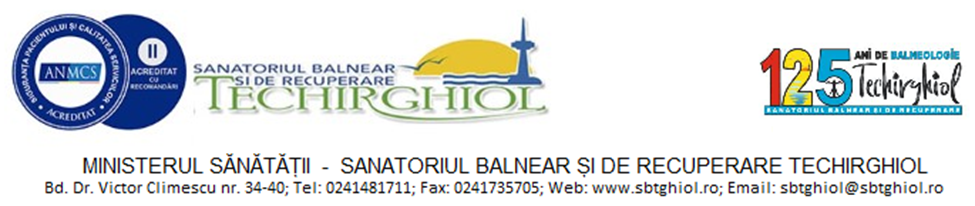 SIGURANȚA PACIENTULUI ȘI CALITATEA SERVICIILOR
ANMCS
ACREDITAT
II
ACREDITAT
CU
RECOMANDĂRI
SANATORIUL BALNEAR
ȘI DE RECUPERARE
TECHIRGHIOL
125 ANI DE BALNEOLOGIE
Techirghiol
SANATORIUL BALNEAR ȘI DE RECUPERARE
MINISTERUL SĂNĂTĂȚII - SANATORIUL BALNEAR ȘI DE RECUPERARE TECHIRGHIOL
Bd. Dr. Victor Climescu nr. 34-40; Tel: 0241481711; Fax: 0241735705; Web: www.sbtghiol.ro; Email: sbtghiol@sbtghiol.ro